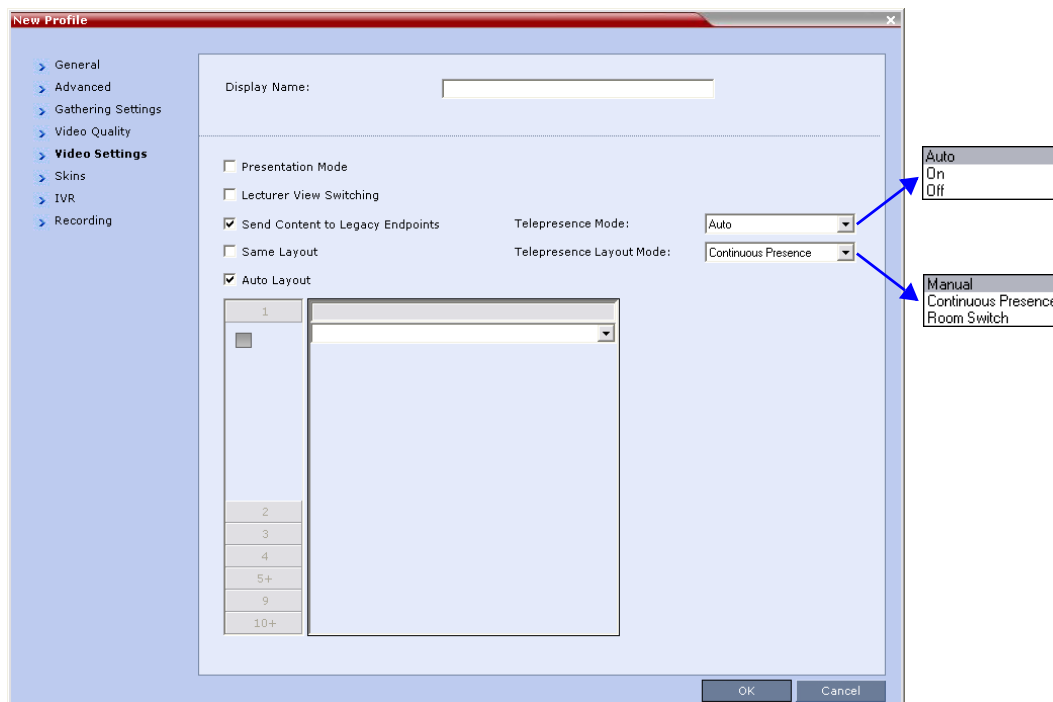 New Profile
General
Advanced
Gathering Settings
Video Quality
Video Settings
Skins
IVR
Recording
Display Name:
Presentation Mode
Lecturer View Switching
Send Content to Legacy Endpoints
Telepresence Mode:
Auto
Same Layout
Telepresence Layout Mode:
Continuous Presence
Auto Layout
1
2
3
4
5+
9
10+
OK
Cancel
Auto
On
Off
Manual
Continuous Presence
Room Switch